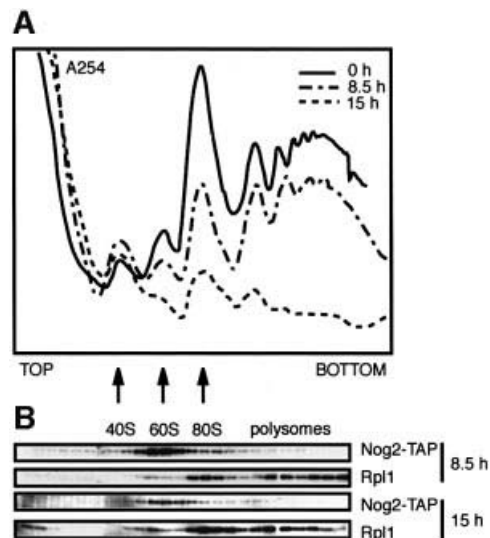 A
A254
0 h
8.5 h
15 h
TOP
BOTTOM
B
40S 60S 80S polysomes
Nog2-TAP
Rpl1
8.5 h
Nog2-TAP
Rpl1
15 h